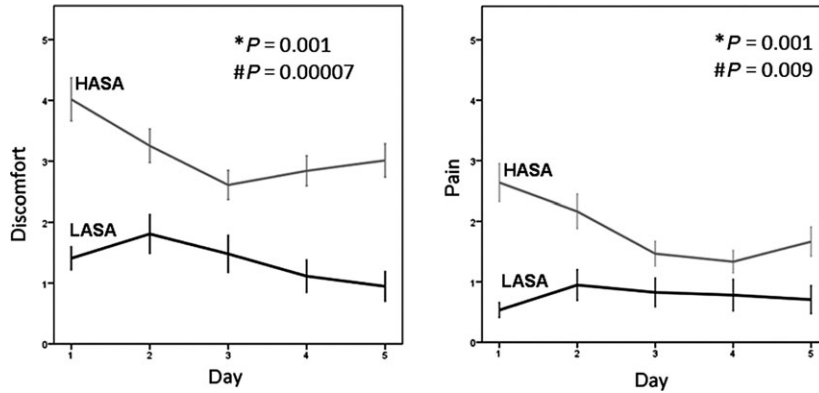 *P = 0.001
#P = 0.00007
HASA
LASA
Discomfort
5
4
3
2
1
0
1 2 3 4 5
Day
*P = 0.001
#P = 0.009
HASA
LASA
Pain
5
4
3
2
1
0
1 2 3 4 5
Day